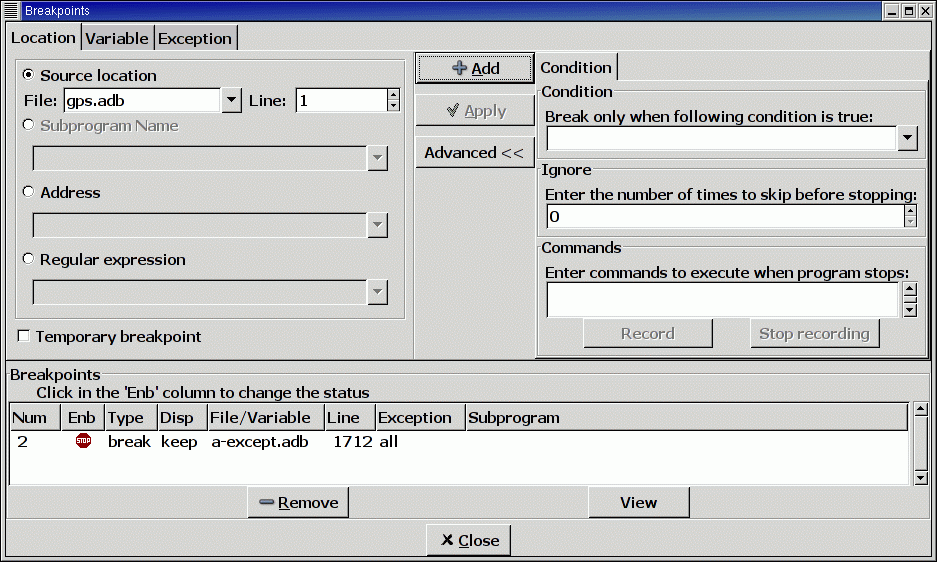 Breakpoints
Location Variable Exception
Source location
File: gps.adb Line: 1
Subprogram Name
Address
Regular expression
Temporary breakpoint
Add
Apply
Advanced <<
Condition
Condition
Break only when following condition is true:
Ignore
Enter the number of times to skip before stopping:
0
Commands
Enter commands to execute when program stops:
Record Stop recording
Breakpoints
Click in the 'Enb' column to change the status
Num Enb Type Disp File/Variable Line Exception Subprogram
2 STOP break keep a-except.adb 1712 all
Remove View
Close